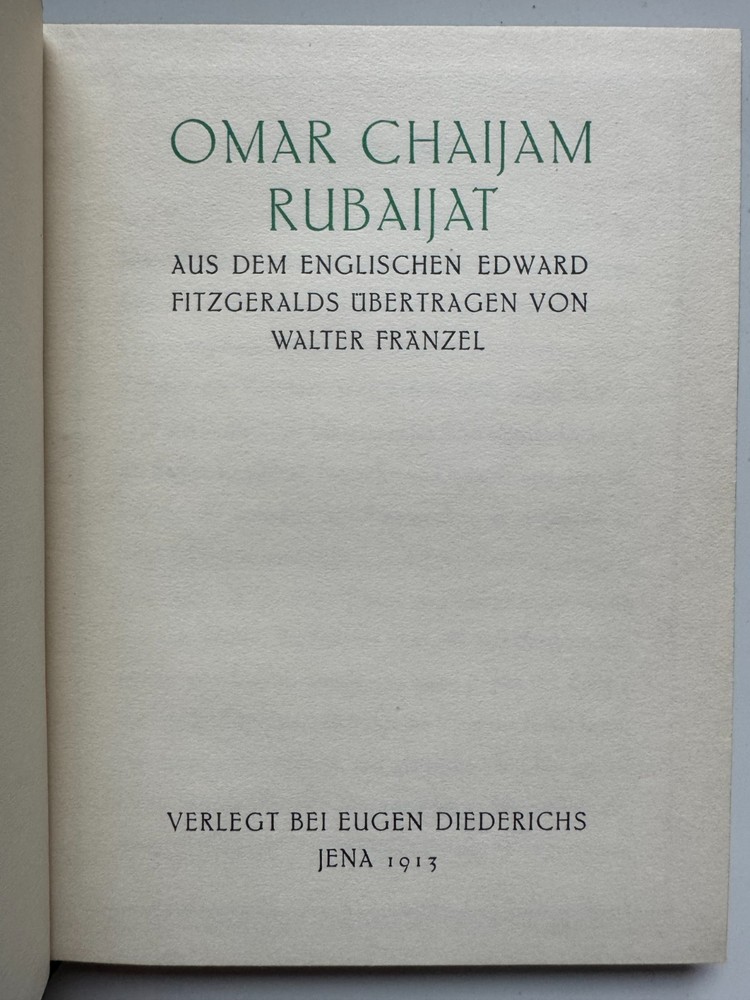 OMAR CHAIJAM
RUBAIJAT
AUS DEM ENGLISCHEN EDWARD
FITZGERALDS ÜBERTRAGEN VON
WALTER FRÄNZEL
VERLEGT BEI EUGEN DIEDERICHS
JENA 1913